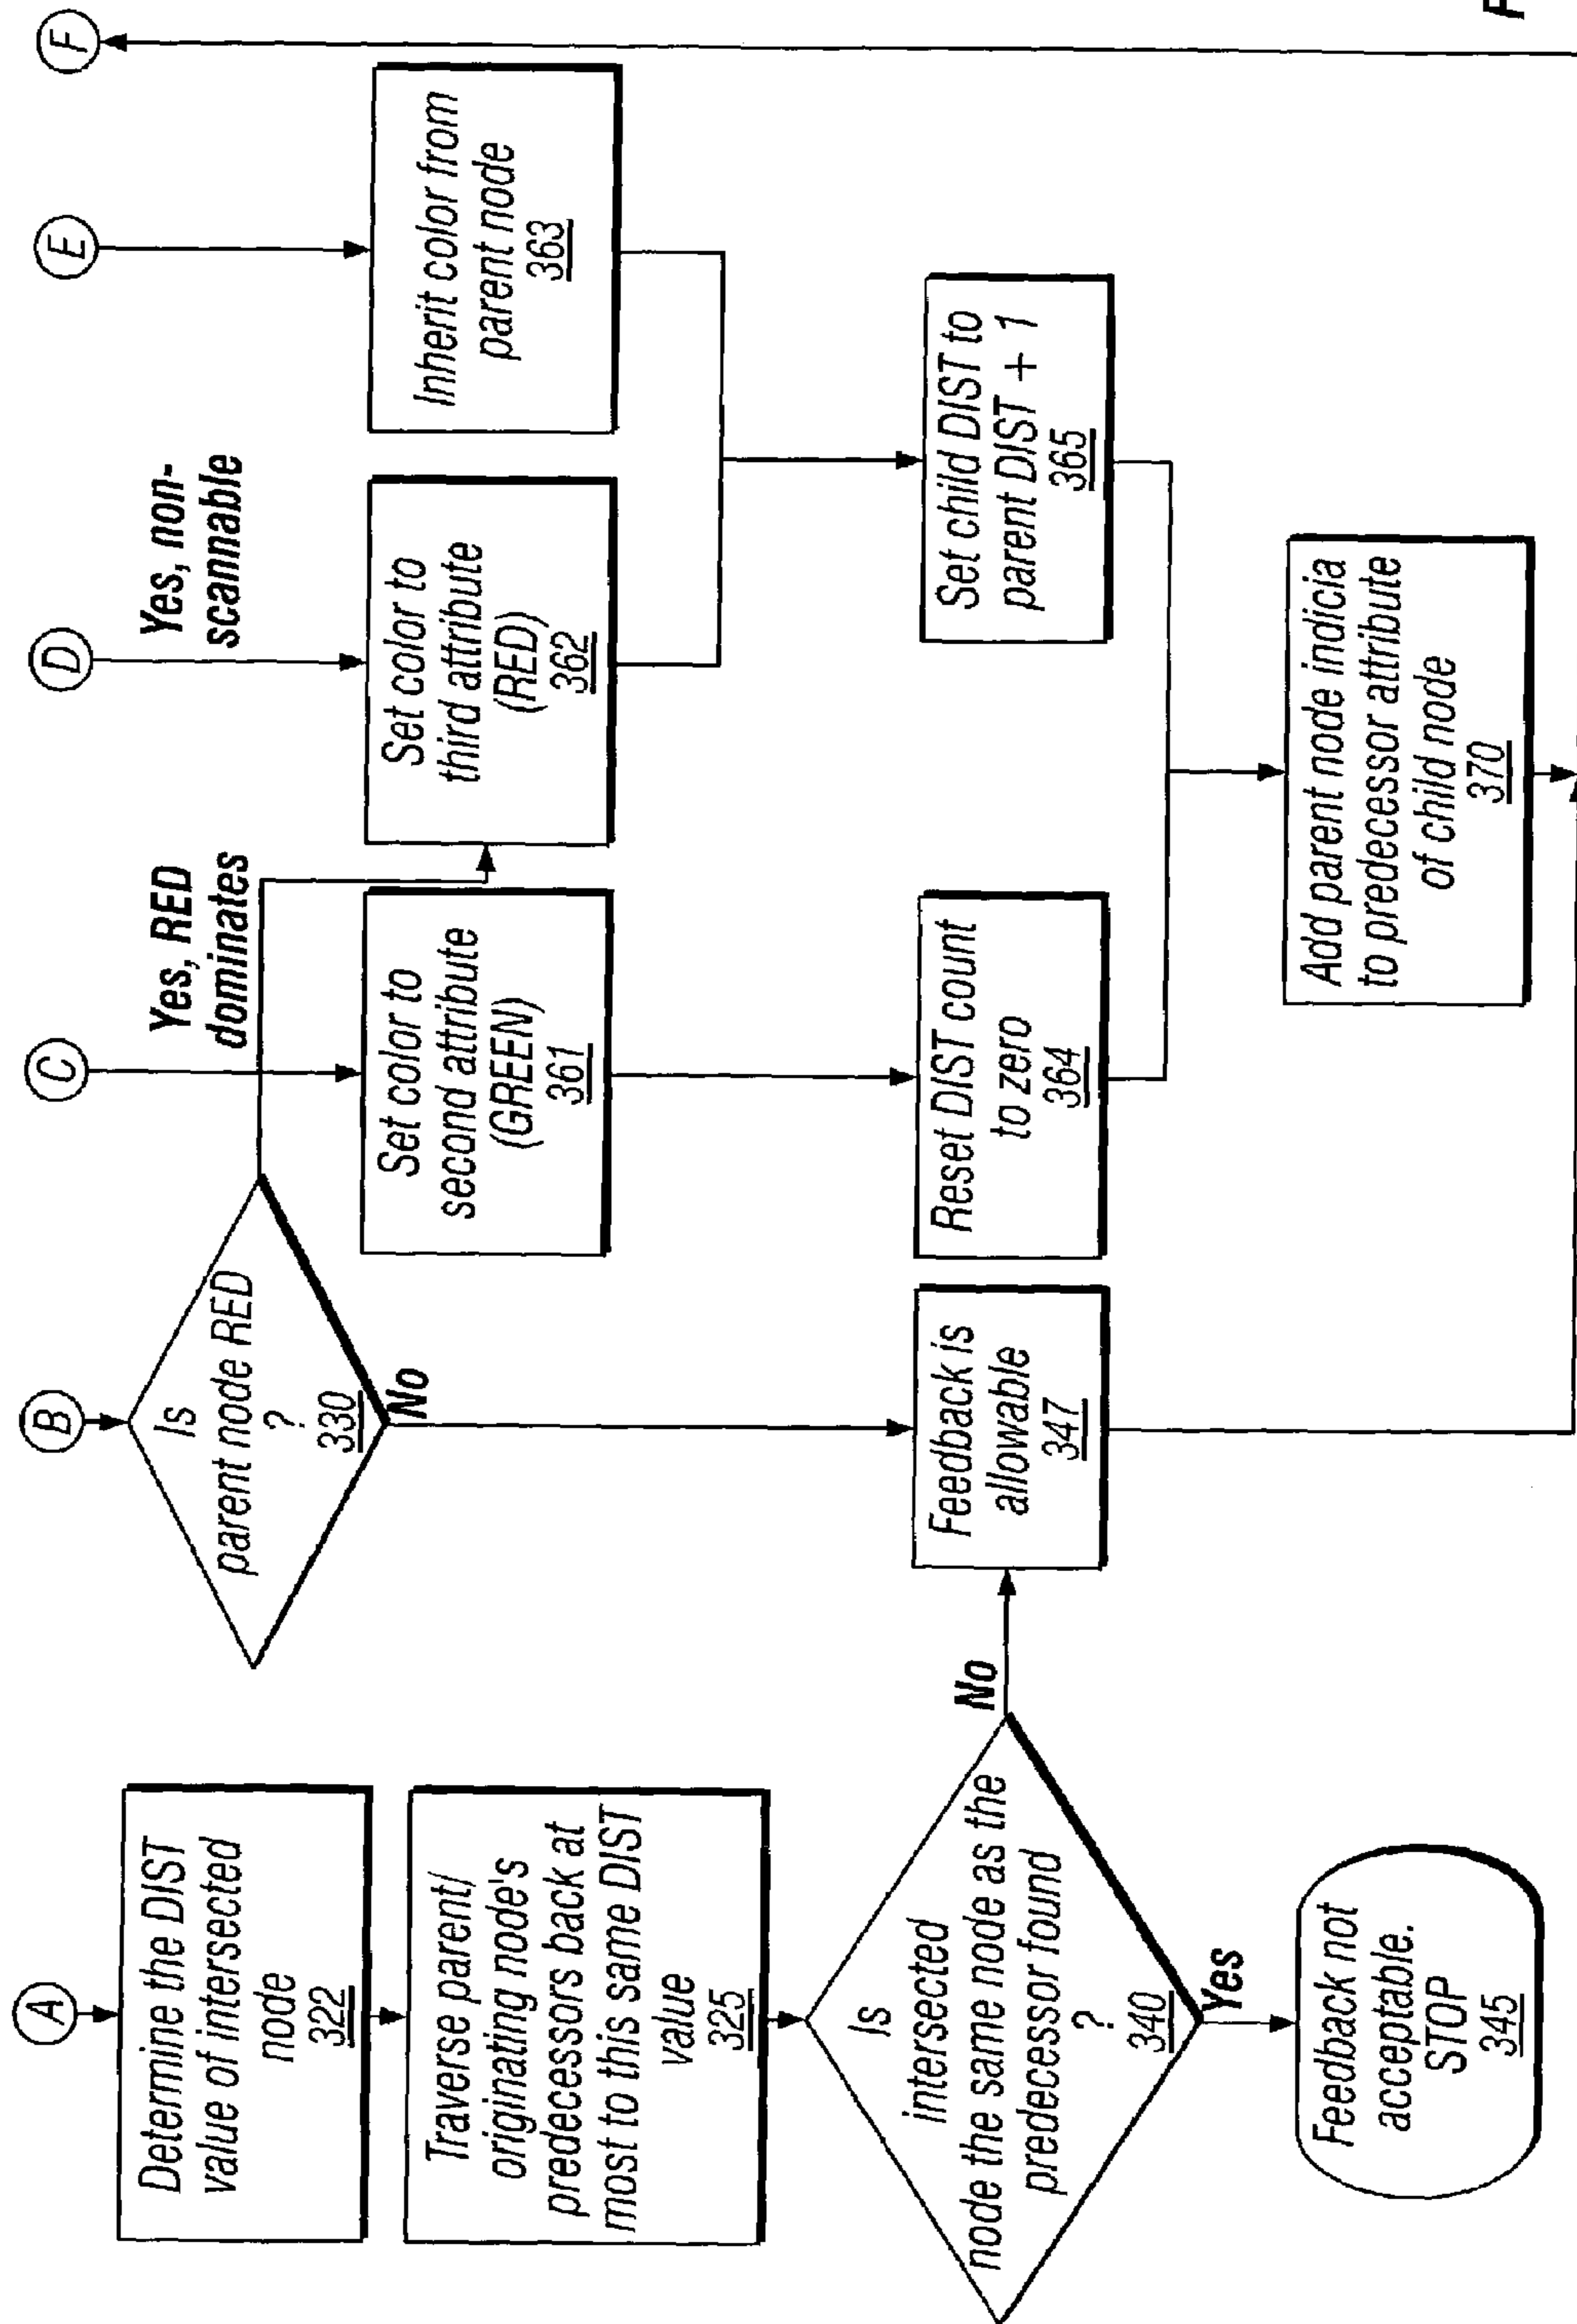 A
B
C
D
E
F
Determine the DIST
value of intersected
node
322
Traverse parent/
originating node's
predecessors back at
most to this same DIST
value
325
Is
intersected
node the same node as the
predecessor found
?
340
Yes
No
Feedback not
acceptable.
STOP
345
Is
parent node RED
?
330
No
Yes, RED
dominates
Feedback is
allowable
347
Set color to
second attribute
(GREEN)
361
Reset DIST count
to zero
364
Yes, non-
scannable
Set color to
third attribute
(RED)
362
Inherit color from
parent node
363
Set child DIST to
parent DIST + 1
365
Add parent node indicia
to predecessor attribute
of child node
370